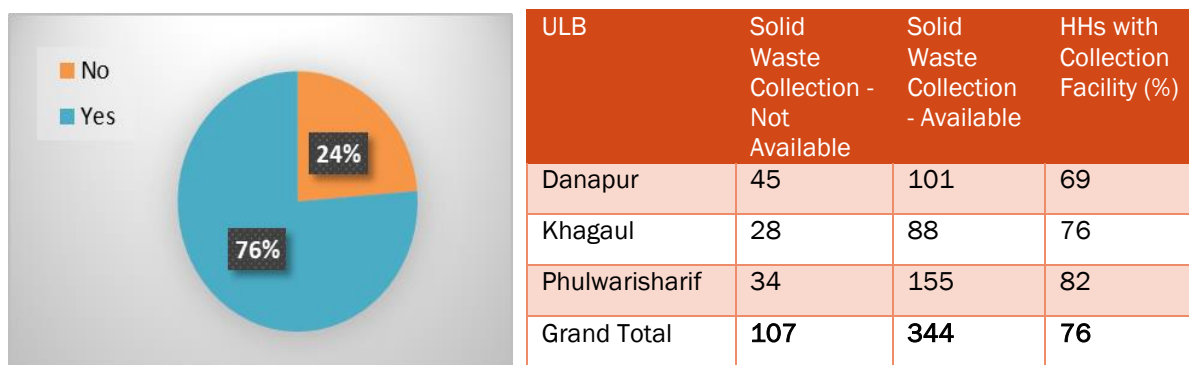 No
Yes
24%
76%
ULB
Solid
Waste
Collection -
Not
Available
Solid
Waste
Collection
- Available
HHs with
Collection
Facility (%)
Danapur 45 101 69
Khagaul 28 88 76
Phulwarisharif 34 155 82
Grand Total 107 344 76